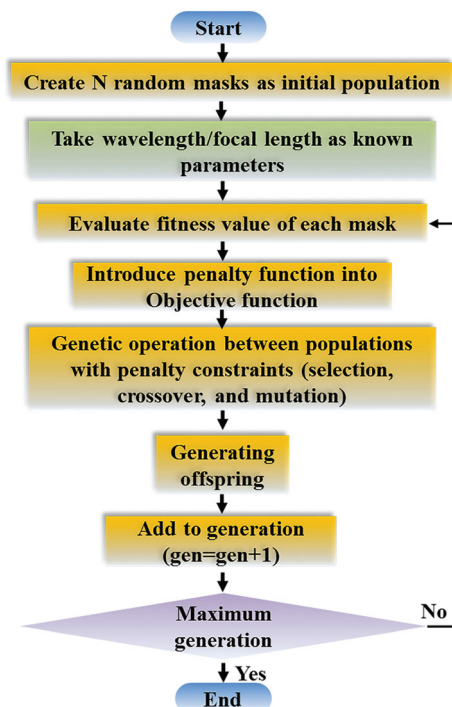 Start
Create N random masks as initial population
Take wavelength/focal length as known
parameters
Evaluate fitness value of each mask
Introduce penalty function into
Objective function
Genetic operation between populations
with penalty constraints (selection,
crossover, and mutation)
Generating
offspring
Add to generation
(gen=gen+1)
Maximum
generation
No
Yes
End